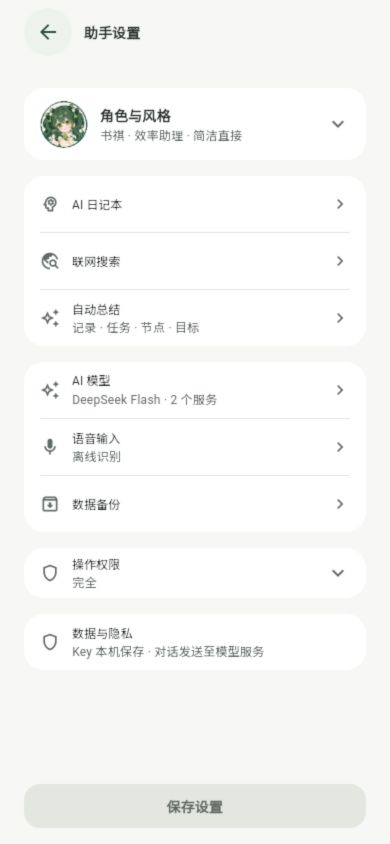 助手设置
角色与风格
书祺 · 效率助理 · 简洁直接
AI 日记本
联网搜索
自动总结
记录 · 任务 · 节点 · 目标
AI 模型
DeepSeek Flash · 2 个服务
语音输入
离线识别
数据备份
操作权限
完全
数据与隐私
Key 本机保存 · 对话发送至模型服务
保存设置